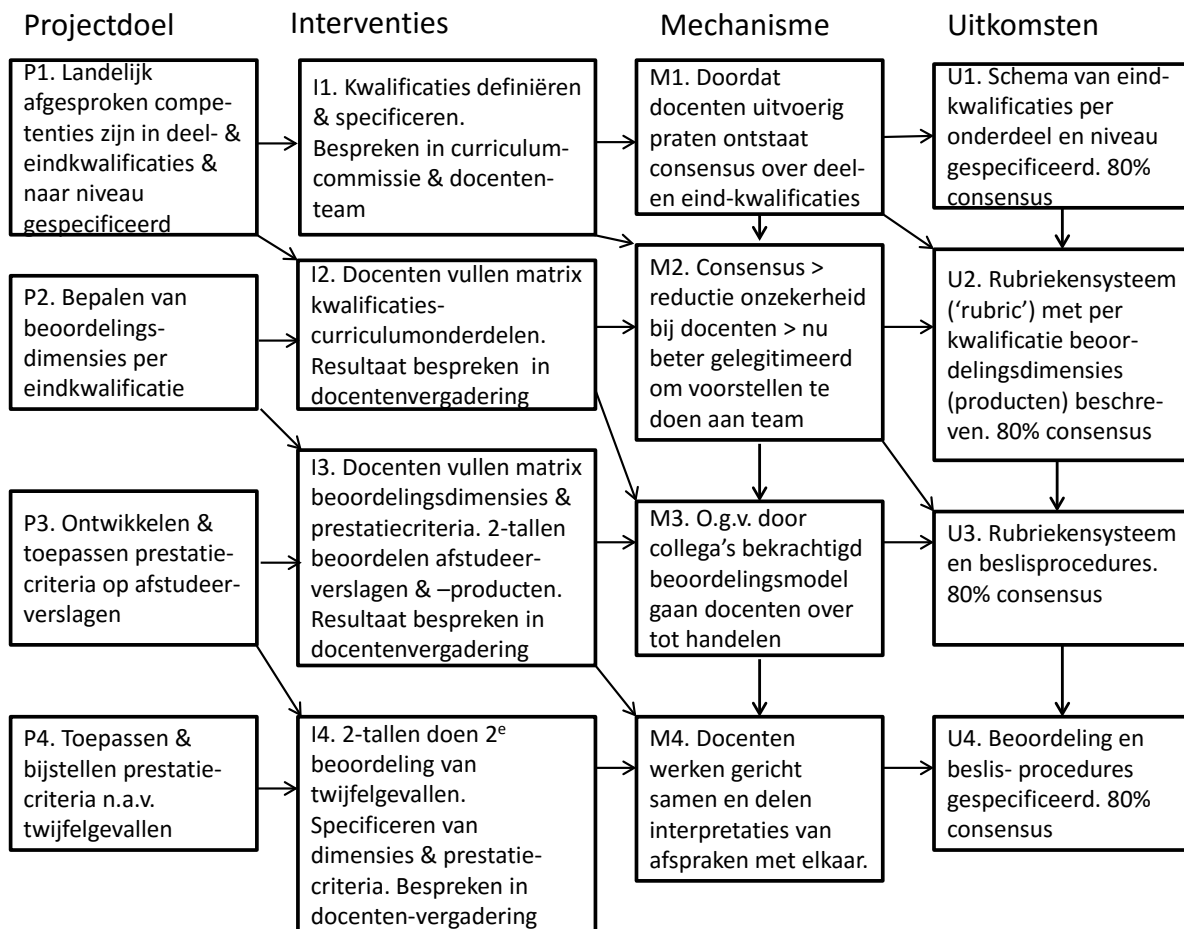 Projectdoel
Interventies
Mechanisme
Uitkomsten
P1. Landelijk
afgesproken compe-
tenties zijn in deel- &
eindkwalificaties &
naar niveau
gespecificeerd
I1. Kwalificaties definiëren
& specificeren.
Bespreken in curriculum-
commissie & docenten-
team
M1. Doordat
docenten uitvoerig
praten ontstaat
consensus over deel-
en eind-kwalificaties
U1. Schema van eind-
kwalificaties per
onderdeel en niveau
gespecificeerd. 80%
consensus
P2. Bepalen van
beoordelings-
dimensies per
eindkwalificatie
I2. Docenten vullen matrix
kwalificaties-
curriculumonderdelen.
Resultaat bespreken in
docentenvergadering
M2. Consensus >
reductie onzekerheid
bij docenten > nu
beter gelegitimeerd
om voorstellen te
doen aan team
U2. Rubriekensysteem
(‘rubric’) met per
kwalificatie beoor-
delingsdimensies
(producten) beschre-
ven. 80% consensus
P3. Ontwikkelen &
toepassen prestatie-
criteria op afstudeer-
verslagen
I3. Docenten vullen matrix
beoordelingsdimensies &
prestatiecriteria. 2-tallen
beoordelen afstudeer-
verslagen & –producten.
Resultaat bespreken in
docentenvergadering
M3. O.g.v. door
collega’s bekrachtigd
beoordelingsmodel
gaan docenten over
tot handelen
U3. Rubriekensysteem
en beslisprocedures.
80% consensus
P4. Toepassen &
bijstellen prestatie-
criteria n.a.v.
twijfelgevallen
I4. 2-tallen doen 2e
beoordeling van
twijfelgevallen.
Specificeren van
dimensies & prestatie-
criteria. Bespreken in
docenten-vergadering
M4. Docenten
werken gericht
samen en delen
interpretaties van
afspraken met elkaar.
U4. Beoordeling en
beslis- procedures
gespecificeerd. 80%
consensus